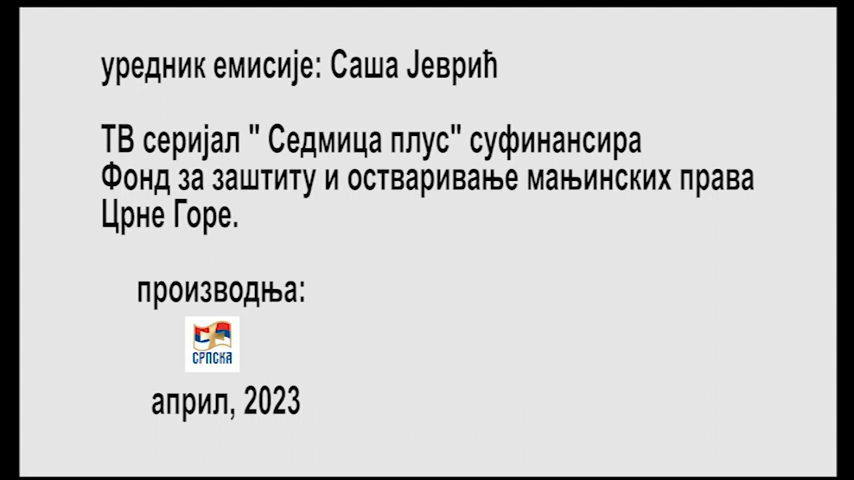 уредник емисије: Саша Јеврић
ТВ серијал " Седмица плус" суфинансира
Фонд за заштиту и остваривање мањинских права
Црне Горе.
производња:
СРПСКА
април, 2023